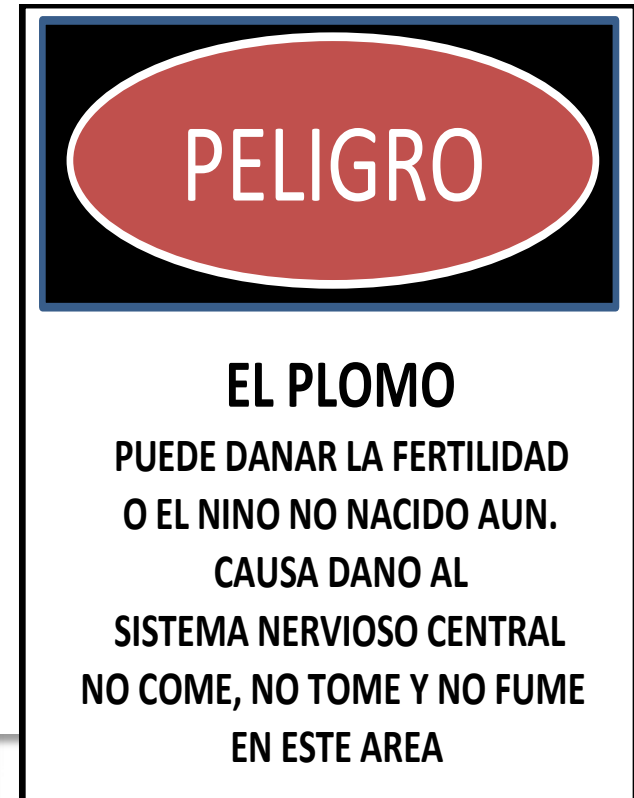 PELIGRO
EL PLOMO
PUEDE DANAR LA FERTILIDAD
O EL NINO NO NACIDO AUN.
CAUSA DANO AL
SISTEMA NERVIOSO CENTRAL
NO COME, NO TOME Y NO FUME
EN ESTE AREA